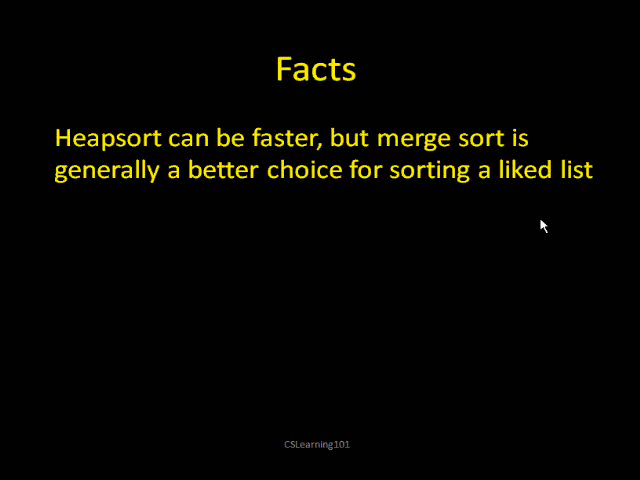 Facts
Heapsort can be faster, but merge sort is
generally a better choice for sorting a liked list
CSLearning101